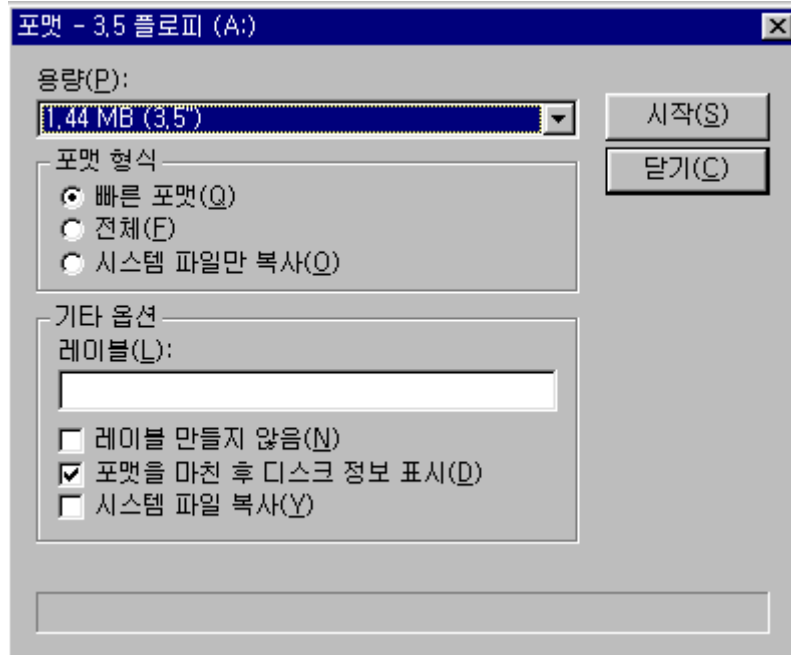 포맷 - 3,5 플로피 (A:)
용량(P):
1,44 MB (3,5")
시작(S)
닫기(C)
포맷 형식
빠른 포맷(Q)
전체(F)
시스템 파일만 복사(O)
기타 옵션
레이블(L):
레이블 만들지 않음(N)
포맷을 마친 후 디스크 정보 표시(D)
시스템 파일 복사(Y)